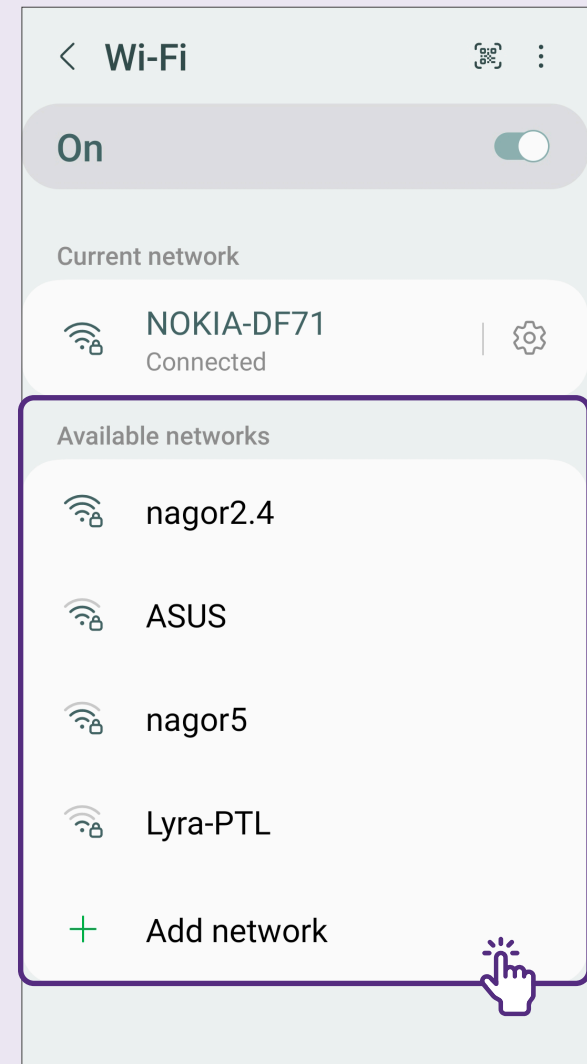 Wi-Fi
On
Current network
NOKIA-DF71
Connected
Available networks
nagor2.4
ASUS
nagor5
Lyra-PTL
Add network